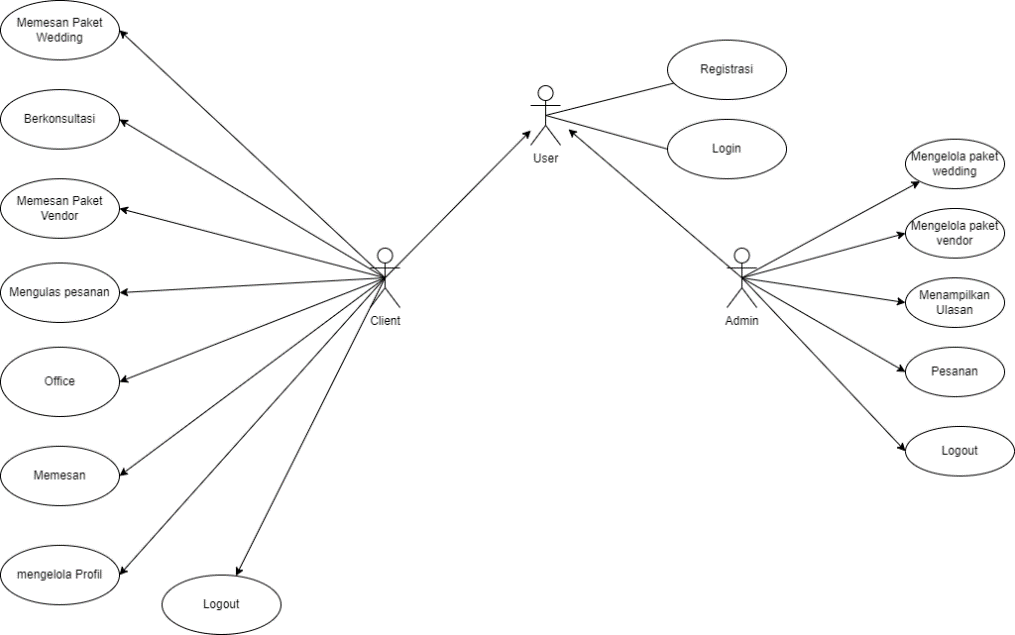 Memesan Paket
Wedding
Berkonsultasi
Memesan Paket
Vendor
Mengulas pesanan
Office
Memesan
mengelola Profil
Logout
Client
User
Registrasi
Login
Admin
Mengelola paket
wedding
Mengelola paket
vendor
Menampilkan
Ulasan
Pesanan
Logout